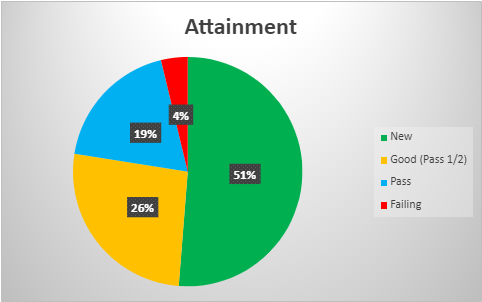 Attainment
4%
19%
51%
26%
New
Good (Pass 1/2)
Pass
Failing